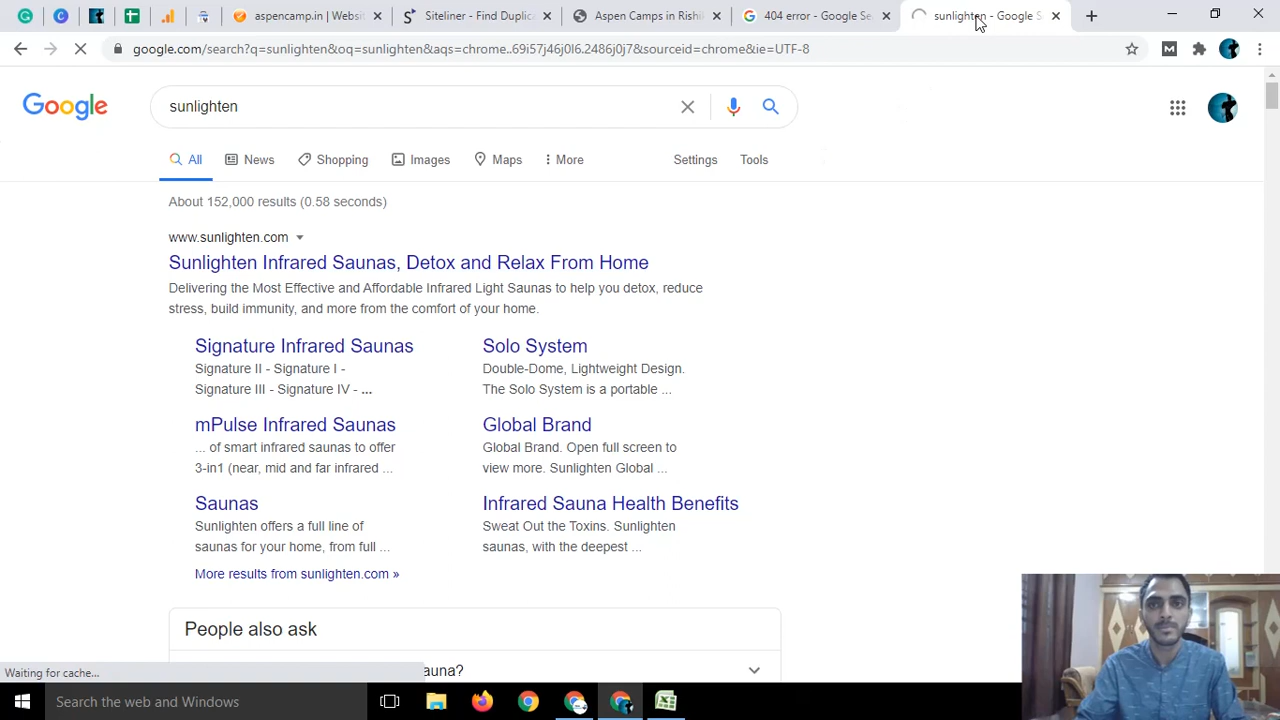 aspencamp.in | Websit
Siteliner - Find Duplica
Aspen Camps in Rishil
404 error - Google Se
sunlighten - Google S
google.com/search?q=sunlighten&oq=sunlighten&aqs=chrome..69i57j46j0l6.2486j0j7&sourceid=chrome&ie=UTF-8
Google
sunlighten
All
News
Shopping
Images
Maps
More
Settings
Tools
About 152,000 results (0.58 seconds)
www.sunlighten.com
Sunlighten Infrared Saunas, Detox and Relax From Home
Delivering the Most Effective and Affordable Infrared Light Saunas to help you detox, reduce
stress, build immunity, and more from the comfort of your home.
Signature Infrared Saunas
Signature II - Signature I -
Signature III - Signature IV - ...
Solo System
Double-Dome, Lightweight Design.
The Solo System is a portable ...
mPulse Infrared Saunas
... of smart infrared saunas to offer
3-in1 (near, mid and far infrared ...
Global Brand
Global Brand. Open full screen to
view more. Sunlighten Global ...
Saunas
Sunlighten offers a full line of
saunas for your home, from full ...
Infrared Sauna Health Benefits
Sweat Out the Toxins. Sunlighten
saunas, with the deepest ...
More results from sunlighten.com »
People also ask
auna?
Waiting for cache...
Search the web and Windows